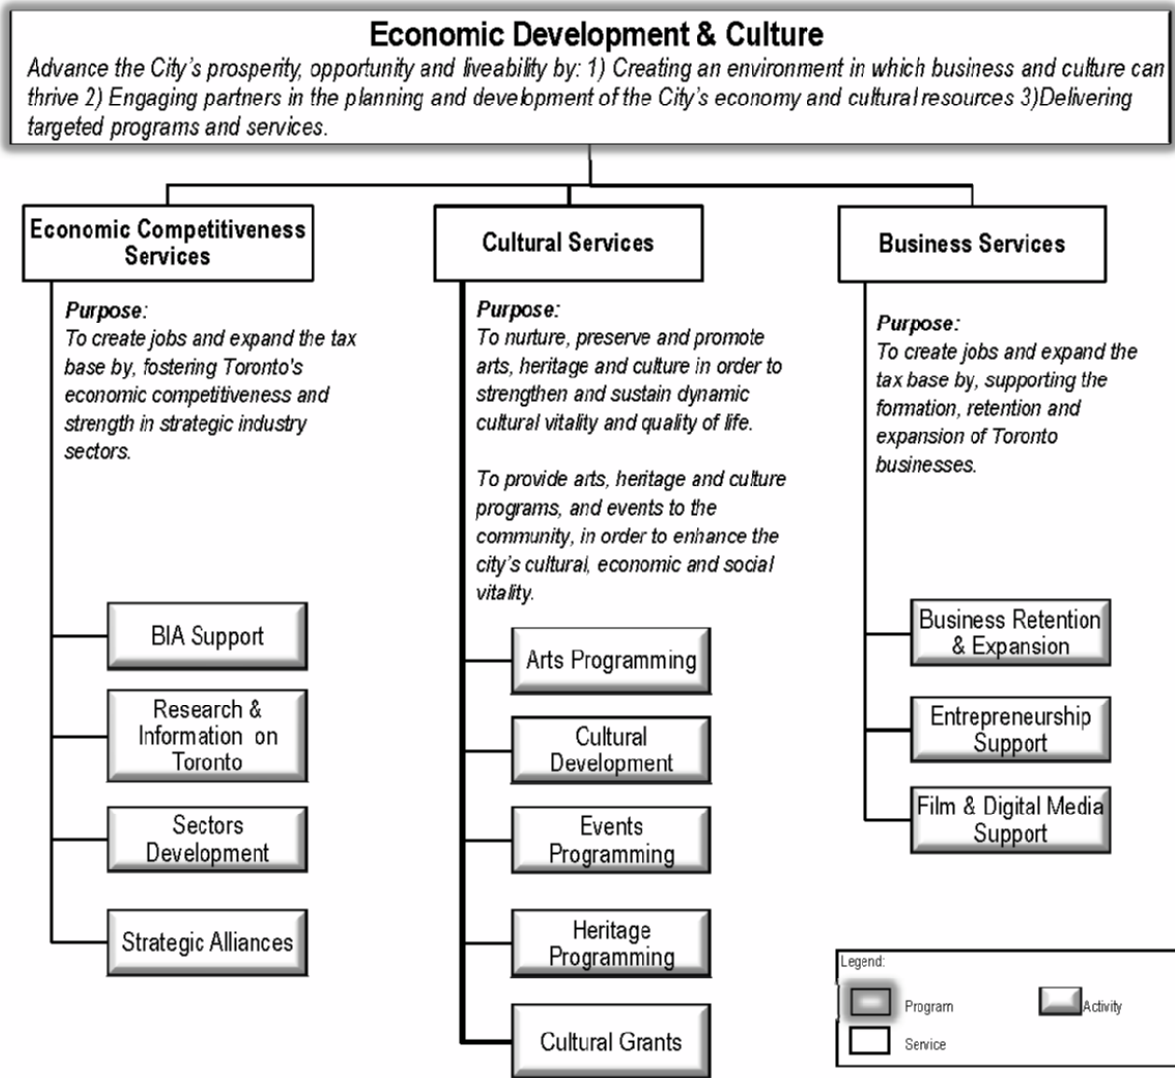 Economic Development & Culture
Advance the City's prosperity, opportunity and liveability by: 1) Creating an environment in which business and culture can
thrive 2) Engaging partners in the planning and development of the City's economy and cultural resources 3)Delivering
targeted programs and services.
Economic Competitiveness
Services
Purpose:
To create jobs and expand the tax
base by, fostering Toronto's
economic competitiveness and
strength in strategic industry
sectors.
BIA Support
Research &
Information on
Toronto
Sectors
Development
Strategic Alliances
Cultural Services
Purpose:
To nurture, preserve and promote
arts, heritage and culture in order to
strengthen and sustain dynamic
cultural vitality and quality of life.
To provide arts, heritage and culture
programs, and events to the
community, in order to enhance the
city's cultural, economic and social
vitality.
Arts Programming
Cultural
Development
Events
Programming
Heritage
Programming
Cultural Grants
Business Services
Purpose:
To create jobs and expand the
tax base by, supporting the
formation, retention and
expansion of Toronto
businesses.
Business Retention
& Expansion
Entrepreneurship
Support
Film & Digital Media
Support
Legend:
Program
Activity
Service